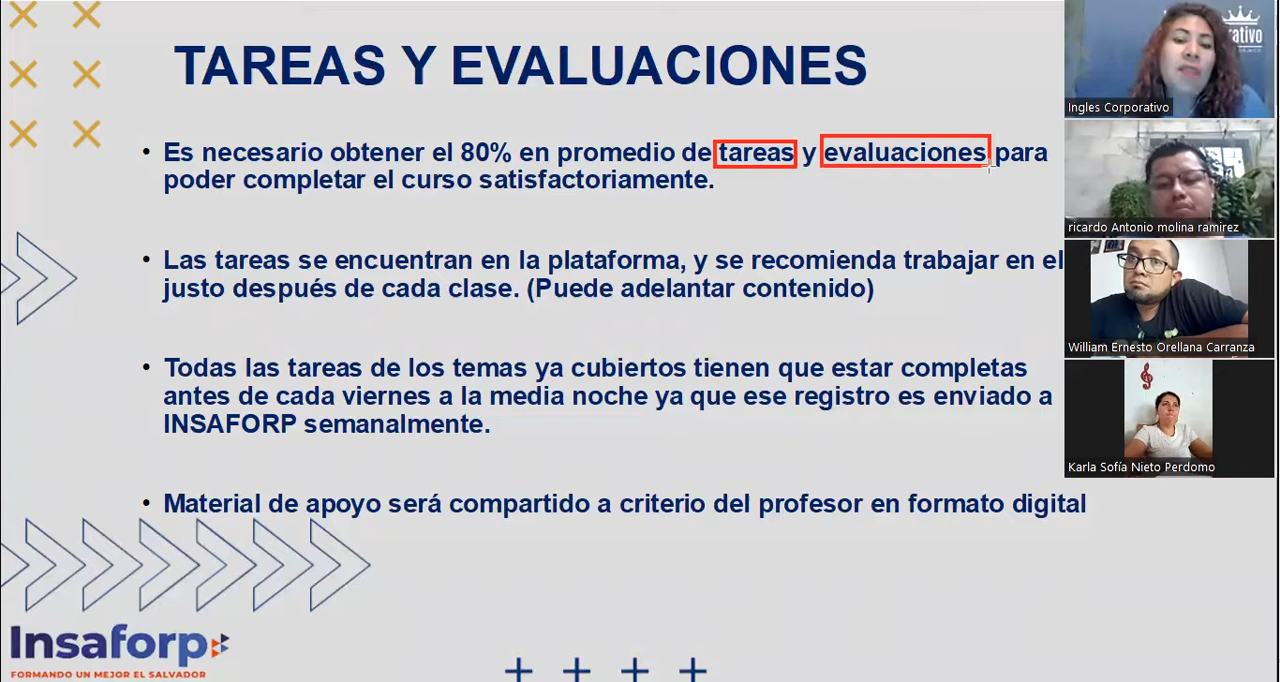 TAREAS Y EVALUACIONES
• Es necesario obtener el 80% en promedio de tareas y evaluaciones para
poder completar el curso satisfactoriamente.
• Las tareas se encuentran en la plataforma, y se recomienda trabajar en el
justo después de cada clase. (Puede adelantar contenido)
• Todas las tareas de los temas ya cubiertos tienen que estar completas
antes de cada viernes a la media noche ya que ese registro es enviado a
INSAFORP semanalmente.
• Material de apoyo será compartido a criterio del profesor en formato digital
Insaforp
FORMANDO UN MEJOR EL SALVADOR
Ingles Corporativo
ricardo Antonio molina ramirez
William Ernesto Orellana Carranza
Karla Sofía Nieto Perdomo